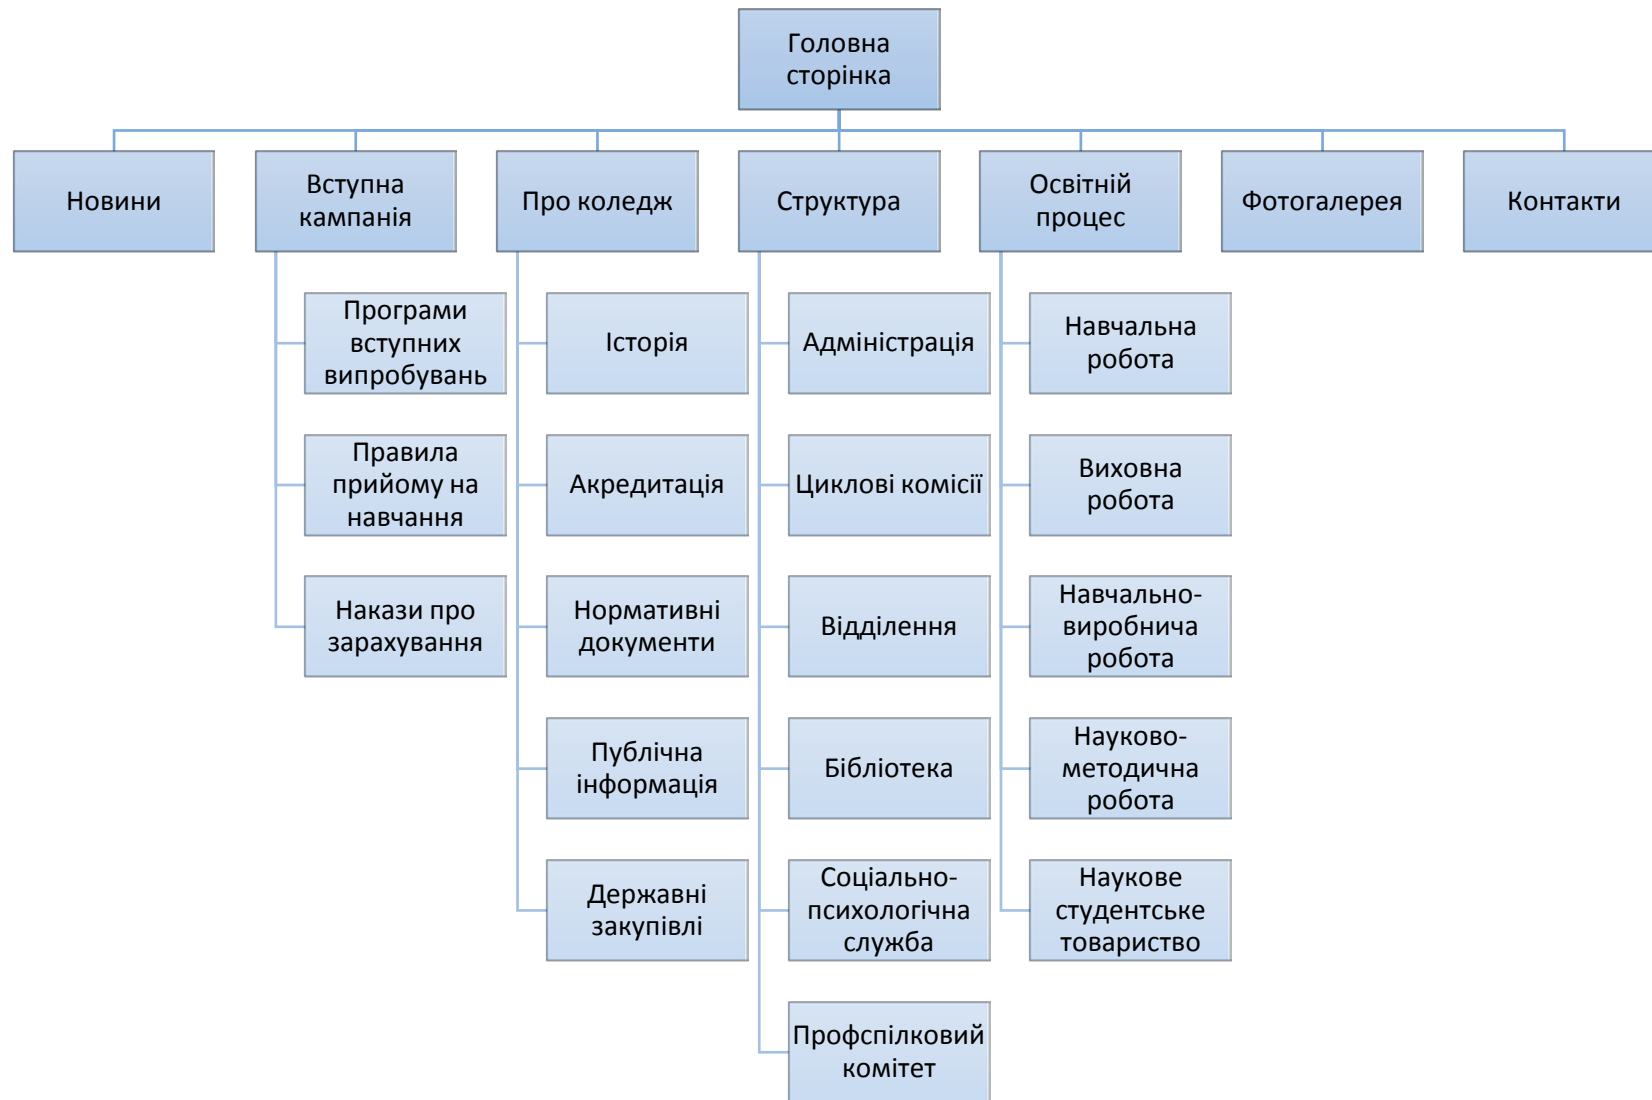 Головна
сторінка
Новини
Вступна
кампанія
Про коледж
Структура
Освітній
процес
Фотогалерея
Контакти
Програми
вступних
випробувань
Правила
прийому на
навчання
Накази про
зарахування
Історія
Акредитація
Нормативні
документи
Публічна
інформація
Державні
закупівлі
Адміністрація
Циклові комісії
Відділення
Бібліотека
Соціально-
психологічна
служба
Профспілковий
комітет
Навчальна
робота
Виховна
робота
Навчально-
виробнича
робота
Науково-
методична
робота
Наукове
студентське
товариство